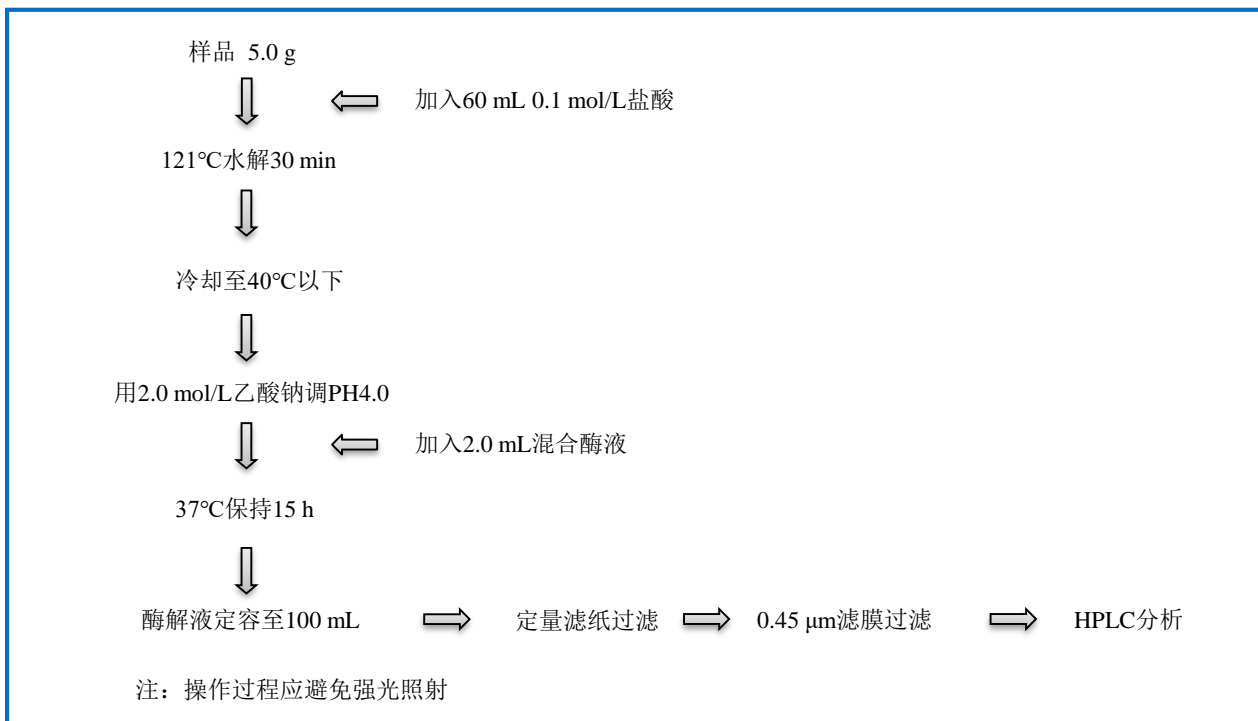 样品 5.0 g
加入60 mL 0.1 mol/L盐酸
121℃水解30 min
冷却至40℃以下
用2.0 mol/L乙酸钠调PH4.0
加入2.0 mL混合酶液
37℃保持15 h
酶解液定容至100 mL
定量滤纸过滤
0.45 μm滤膜过滤
HPLC分析
注：操作过程应避免强光照射